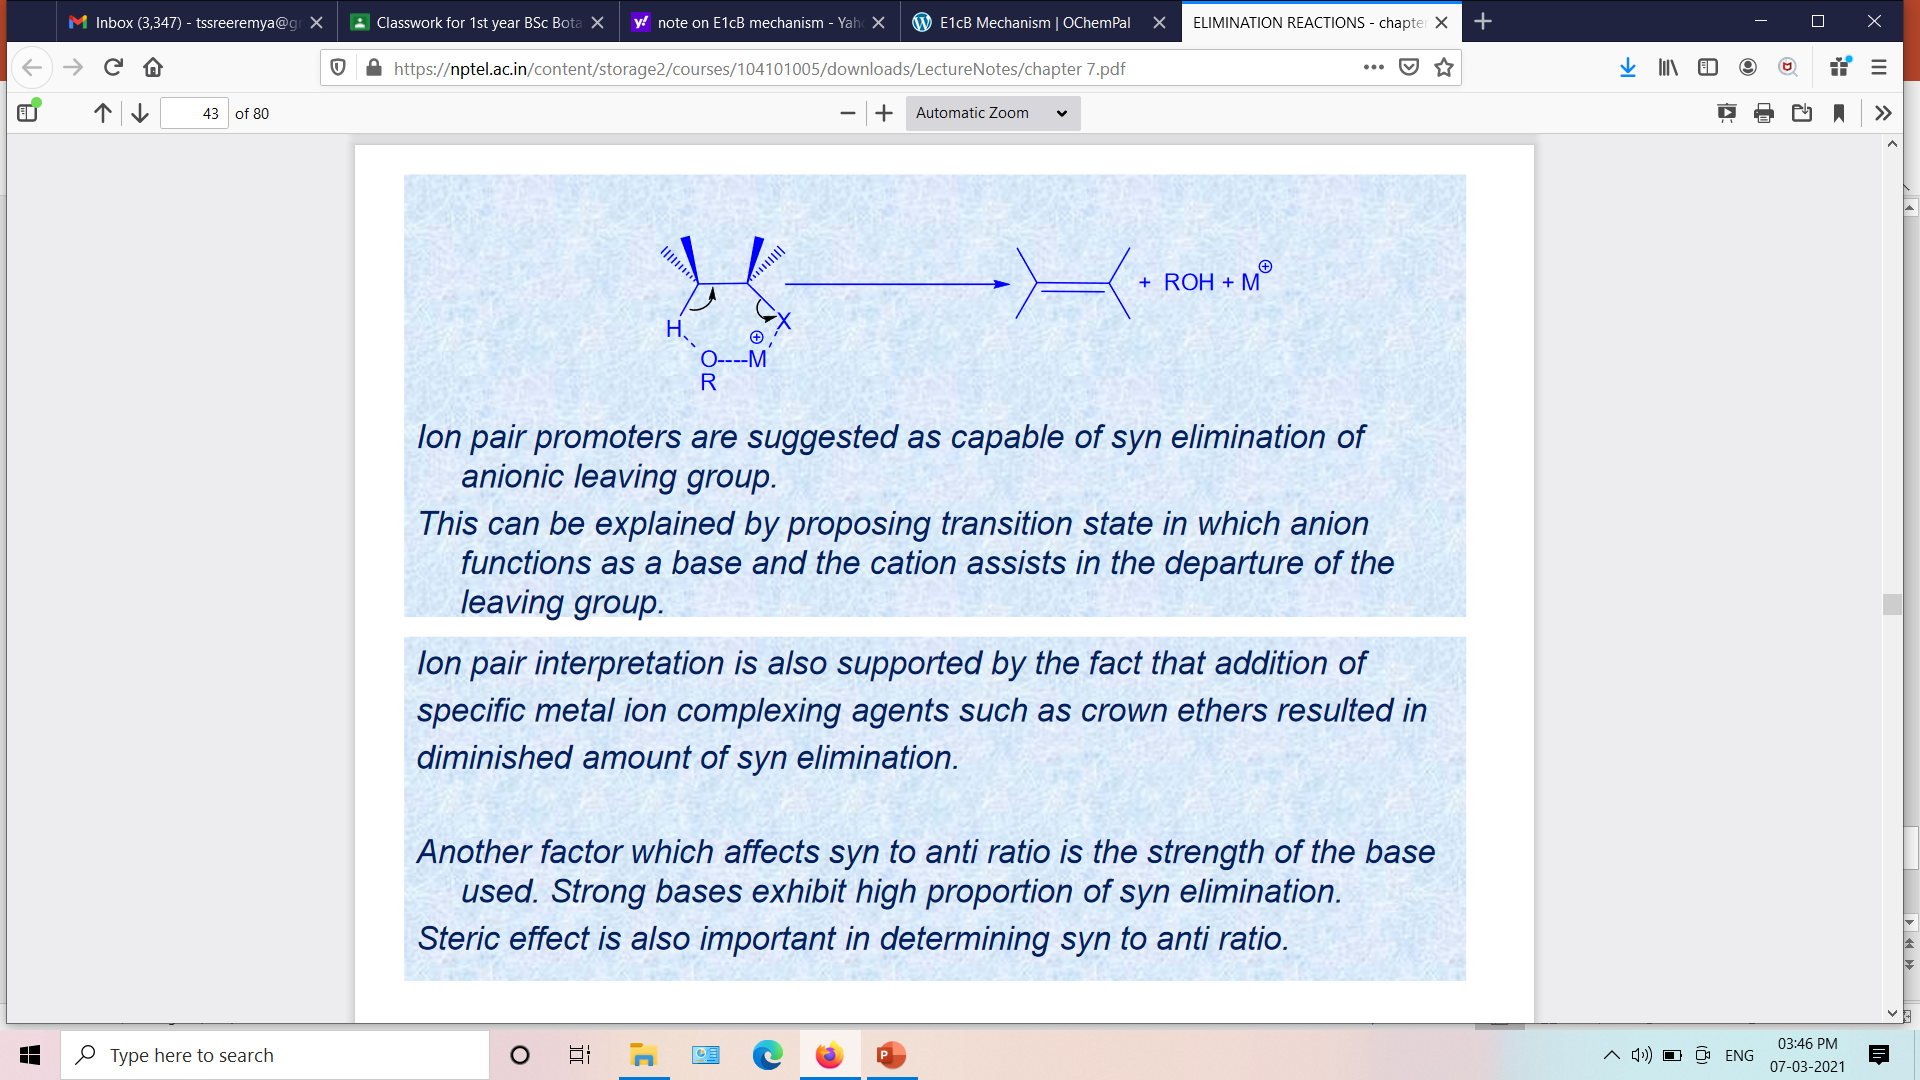 Inbox (3,347) - tssreeremya@g
Classwork for 1st year BSc Bota
note on E1cB mechanism - Yah
E1cB Mechanism | OChemPal
ELIMINATION REACTIONS - chapte
https://nptel.ac.in/content/storage2/courses/104101005/downloads/LectureNotes/chapter 7.pdf
43 of 80
Automatic Zoom
H
X
⊕
O----M
R
+ ROH + M⊕
Ion pair promoters are suggested as capable of syn elimination of
anionic leaving group.
This can be explained by proposing transition state in which anion
functions as a base and the cation assists in the departure of the
leaving group.
Ion pair interpretation is also supported by the fact that addition of
specific metal ion complexing agents such as crown ethers resulted in
diminished amount of syn elimination.
Another factor which affects syn to anti ratio is the strength of the base
used. Strong bases exhibit high proportion of syn elimination.
Steric effect is also important in determining syn to anti ratio.
Type here to search
ENG
03:46 PM
07-03-2021